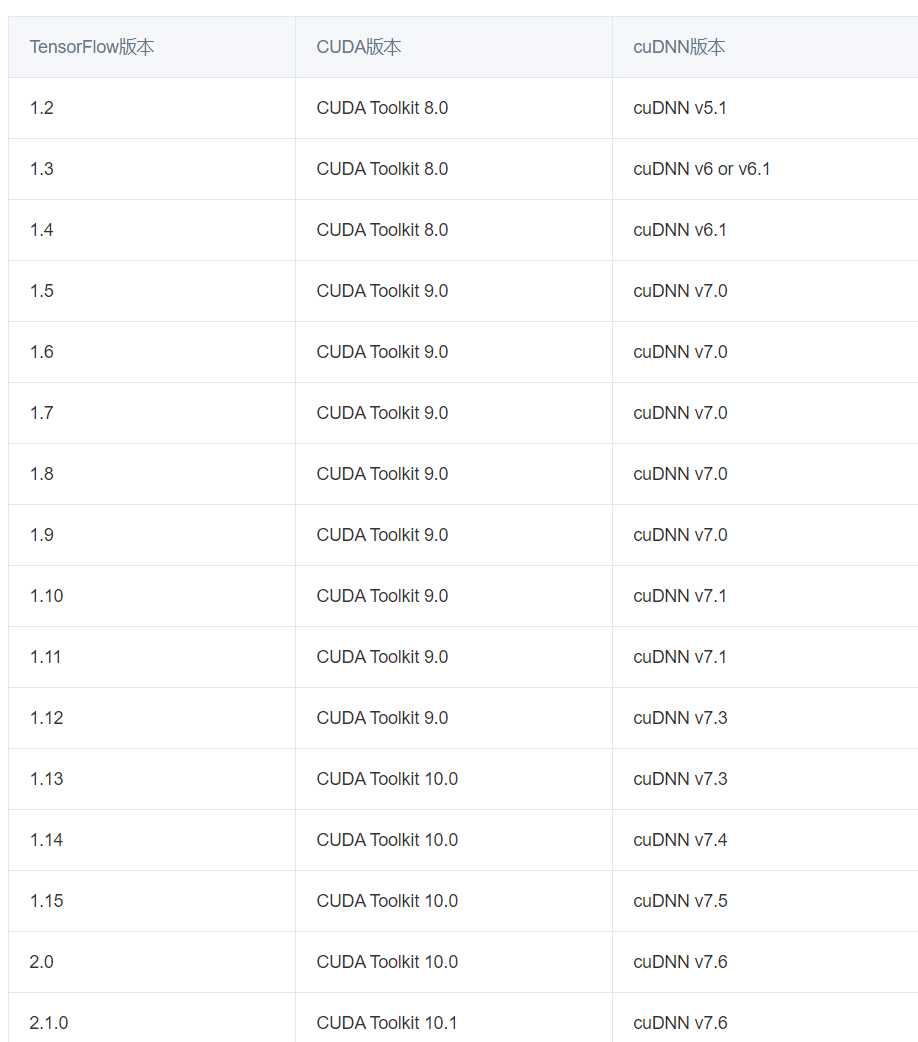 TensorFlow版本 CUDA版本 cuDNN版本
1.2 CUDA Toolkit 8.0 cuDNN v5.1
1.3 CUDA Toolkit 8.0 cuDNN v6 or v6.1
1.4 CUDA Toolkit 8.0 cuDNN v6.1
1.5 CUDA Toolkit 9.0 cuDNN v7.0
1.6 CUDA Toolkit 9.0 cuDNN v7.0
1.7 CUDA Toolkit 9.0 cuDNN v7.0
1.8 CUDA Toolkit 9.0 cuDNN v7.0
1.9 CUDA Toolkit 9.0 cuDNN v7.0
1.10 CUDA Toolkit 9.0 cuDNN v7.1
1.11 CUDA Toolkit 9.0 cuDNN v7.1
1.12 CUDA Toolkit 9.0 cuDNN v7.3
1.13 CUDA Toolkit 10.0 cuDNN v7.3
1.14 CUDA Toolkit 10.0 cuDNN v7.4
1.15 CUDA Toolkit 10.0 cuDNN v7.5
2.0 CUDA Toolkit 10.0 cuDNN v7.6
2.1.0 CUDA Toolkit 10.1 cuDNN v7.6